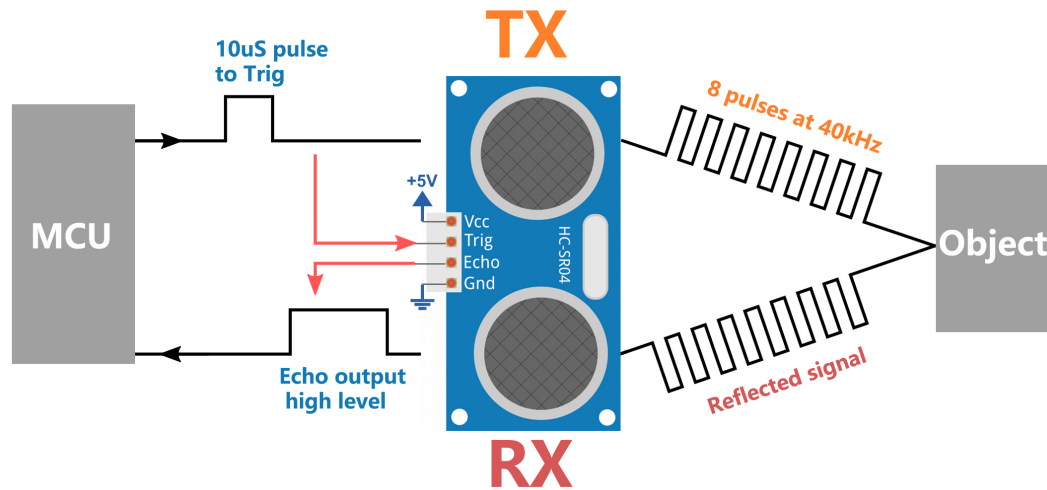 TX
10uS pulse
to Trig
8 pulses at 40kHz
+5V
MCU
Vcc
Trig
Echo
Gnd
HC-SR04
Object
Echo output
high level
Reflected signal
RX